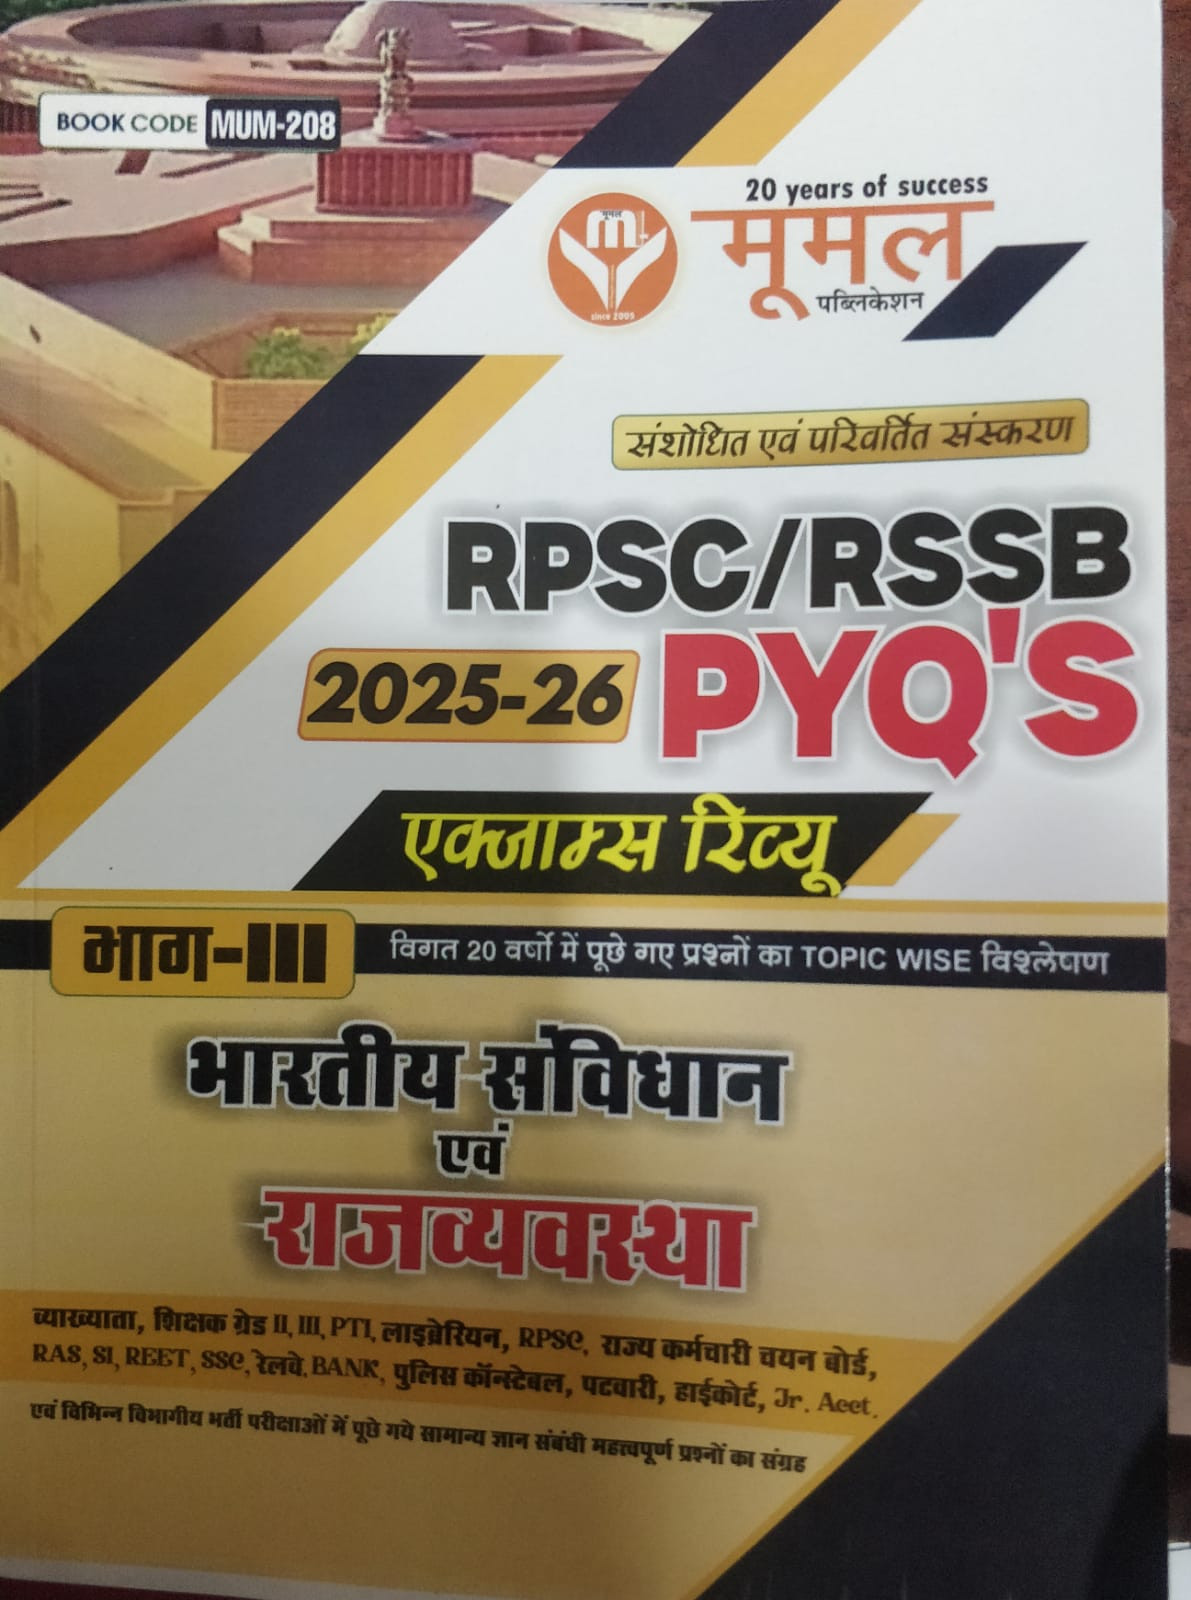 BOOK CODE MUM-208
20 years of success
मूमल
मूमल
पब्लिकेशन
since 2005
संशोधित एवं परिवर्तित संस्करण
RPSC/RSSB
2025-26 PYQ'S
एक्जाम्स रिव्यू
भाग-III विगत 20 वर्षो में पूछे गए प्रश्नों का TOPIC WISE विश्लेषण
भारतीय संविधान
एवं
राजव्यवस्था
व्याख्याता, शिक्षक ग्रेड II, III, PTI, लाइब्रेरियन, RPSC, राज्य कर्मचारी चयन बोर्ड,
RAS, SI, REET, SSC, रेलवे, BANK, पुलिस कॉन्स्टेबल, पटवारी, हाईकोर्ट, Jr. Acct.
एवं विभिन्न विभागीय भर्ती परीक्षाओं में पूछे गये सामान्य ज्ञान संबंधी महत्त्वपूर्ण प्रश्नों का संग्रह